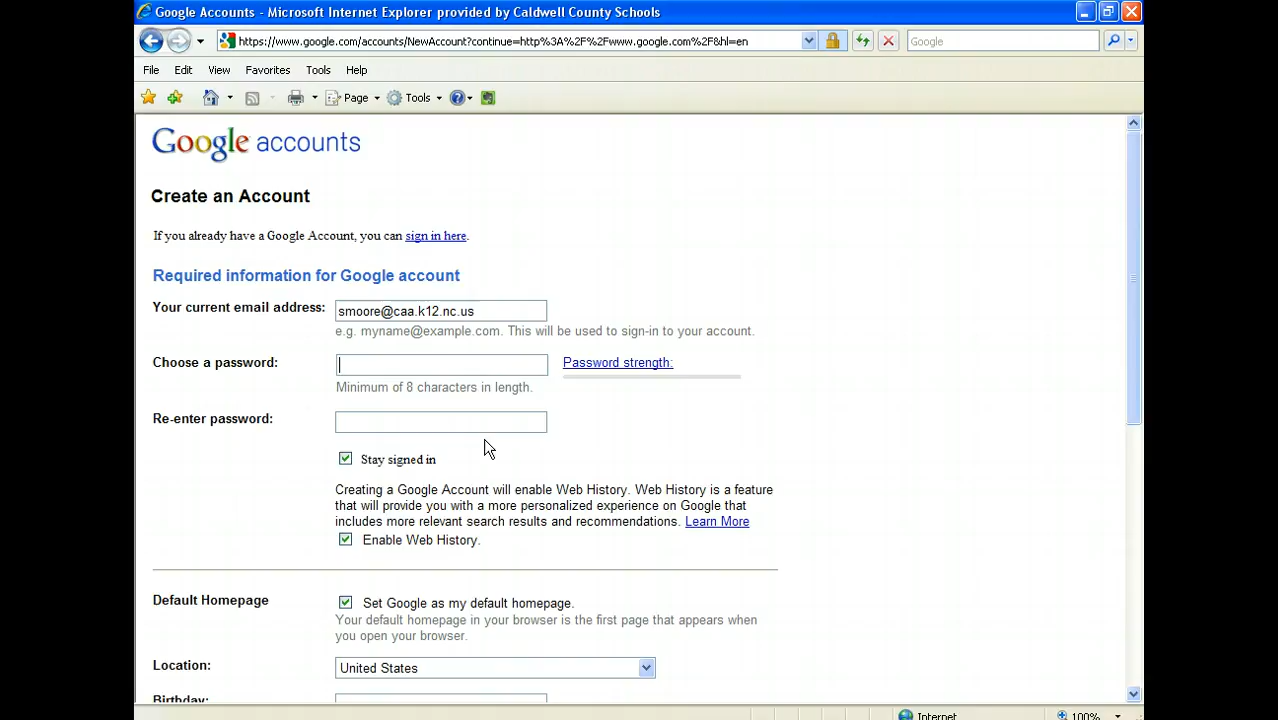 Google Accounts - Microsoft Internet Explorer provided by Caldwell County Schools
https://www.google.com/accounts/NewAccount?continue=http%3A%2F%2Fwww.google.com%2F&hl=en
Google
File Edit View Favorites Tools Help
Page Tools
Google accounts
Create an Account
If you already have a Google Account, you can sign in here.
Required information for Google account
Your current email address: smoore@caa.k12.nc.us
e.g. myname@example.com. This will be used to sign-in to your account.
Choose a password: Password strength:
Minimum of 8 characters in length.
Re-enter password:
Stay signed in
Creating a Google Account will enable Web History. Web History is a feature
that will provide you with a more personalized experience on Google that
includes more relevant search results and recommendations. Learn More
Enable Web History.
Default Homepage Set Google as my default homepage.
Your default homepage in your browser is the first page that appears when
you open your browser.
Location: United States
Birthday:
Internet 100%